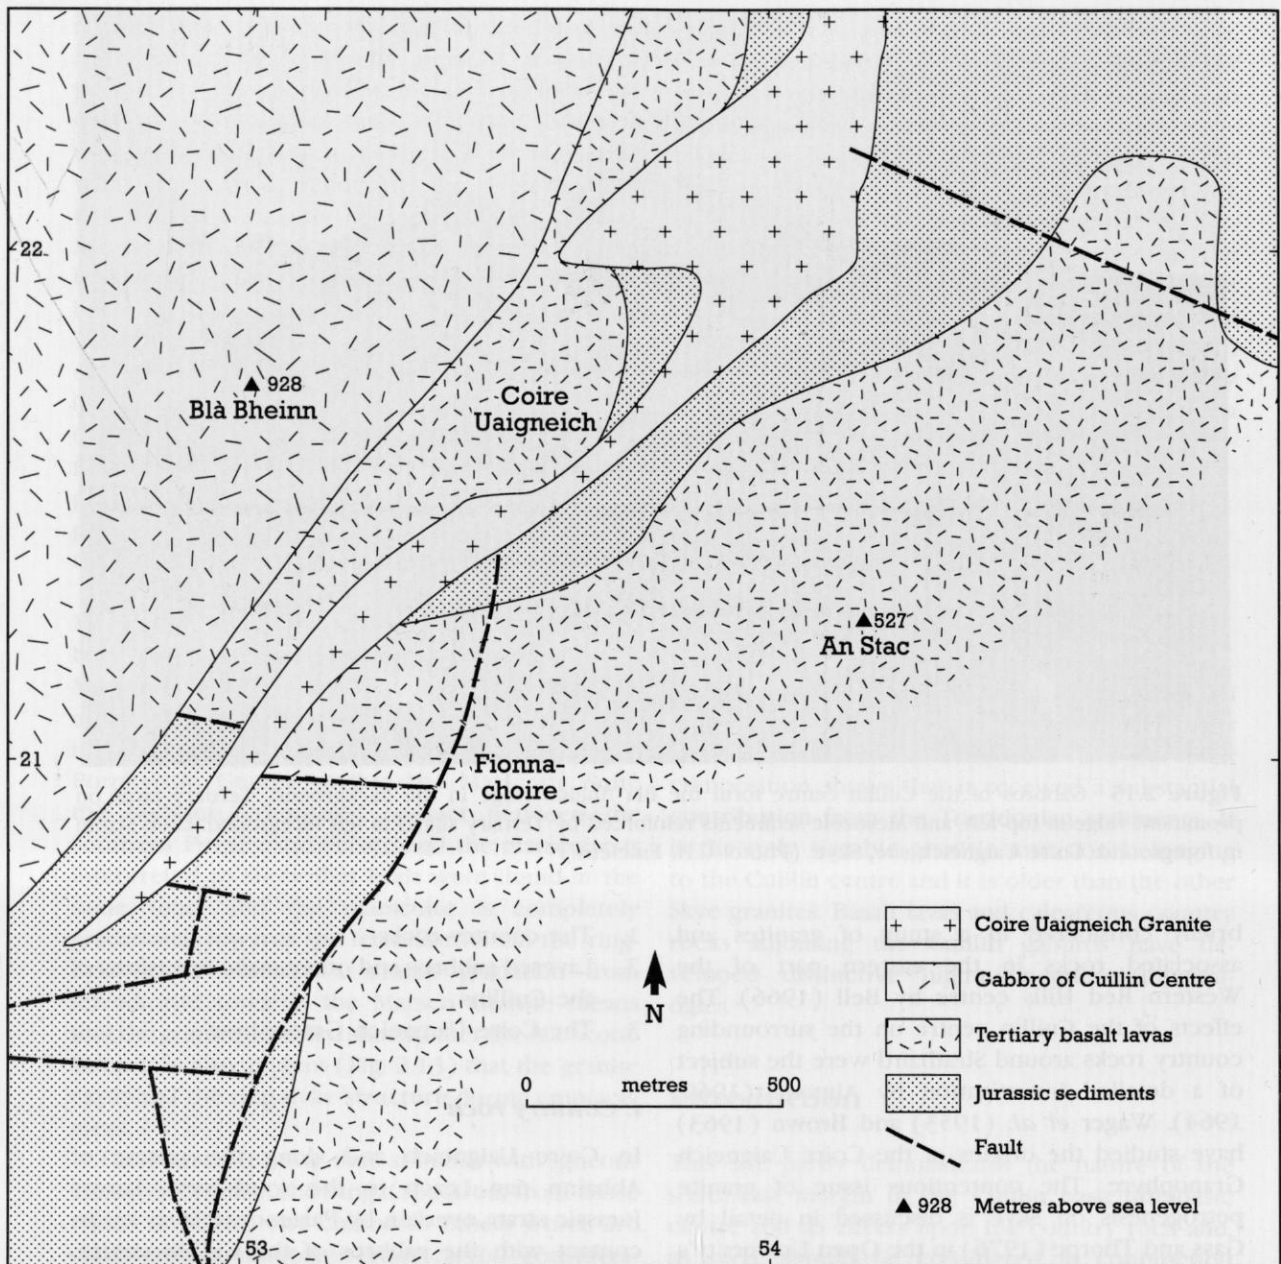 22
928
Blà Bheinn
Coire
Uaigneich
527
An Stac
21
Fionna-
choire
N
0 metres 500
53
54
Coire Uaigneich Granite
Gabbro of Cuillin Centre
Tertiary basalt lavas
Jurassic sediments
Fault
928 Metres above sea level